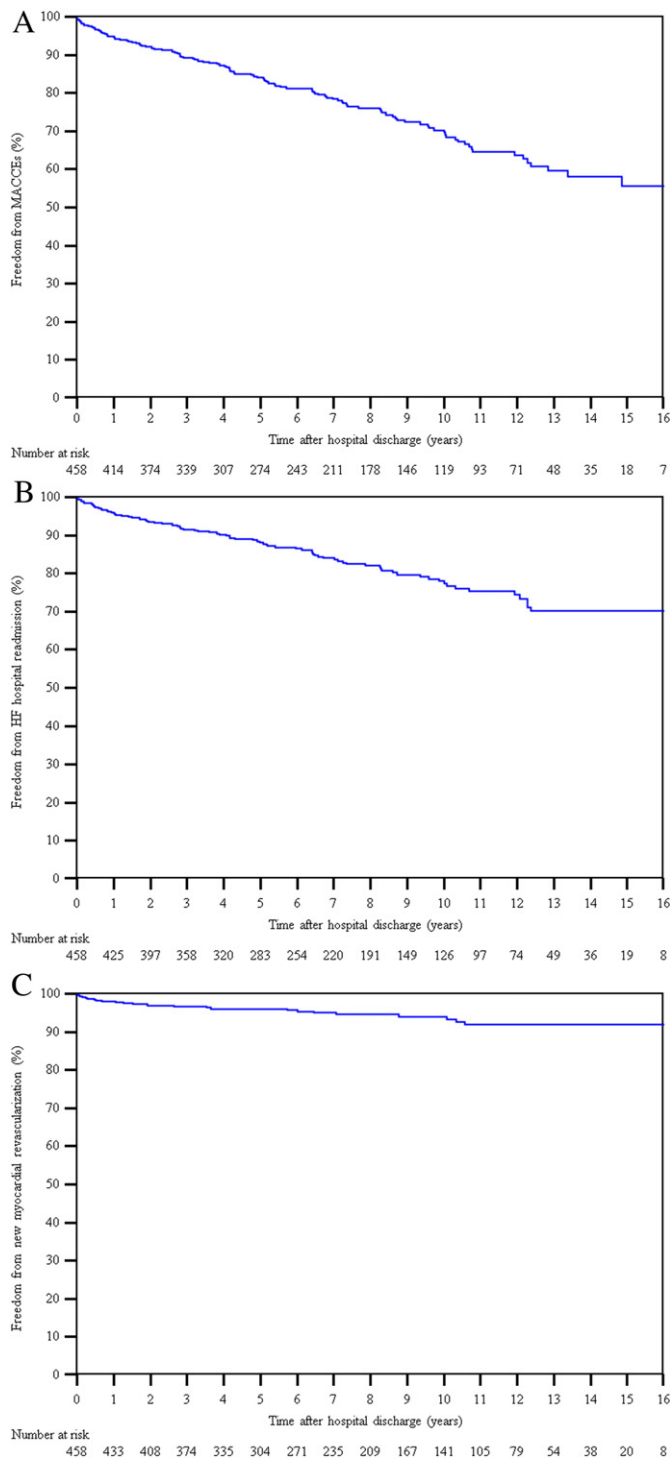 A
Freedom from MACCEs (%)
100
90
80
70
60
50
40
30
20
10
0
0 1 2 3 4 5 6 7 8 9 10 11 12 13 14 15 16
Time after hospital discharge (years)
Number at risk
458 414 374 339 307 274 243 211 178 146 119 93 71 48 35 18 7
B
Freedom from HF hospital readmission (%)
100
90
80
70
60
50
40
30
20
10
0
0 1 2 3 4 5 6 7 8 9 10 11 12 13 14 15 16
Time after hospital discharge (years)
Number at risk
458 425 397 358 320 283 254 220 191 149 126 97 74 49 36 19 8
C
Freedom from new myocardial revascularization (%)
100
90
80
70
60
50
40
30
20
10
0
0 1 2 3 4 5 6 7 8 9 10 11 12 13 14 15 16
Time after hospital discharge (years)
Number at risk
458 433 408 374 335 304 271 235 209 167 141 105 79 54 38 20 8